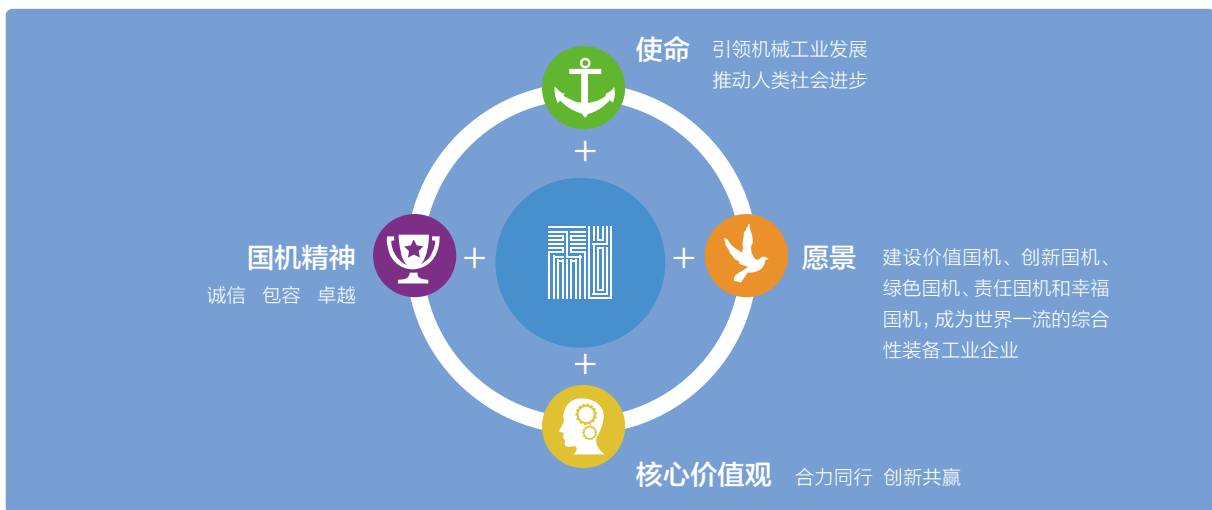 使命 引领机械工业发展
推动人类社会进步
国机精神
诚信 包容 卓越
愿景 建设价值国机、创新国机、
绿色国机、责任国机和幸福
国机，成为世界一流的综合
性装备工业企业
核心价值观 合力同行 创新共赢